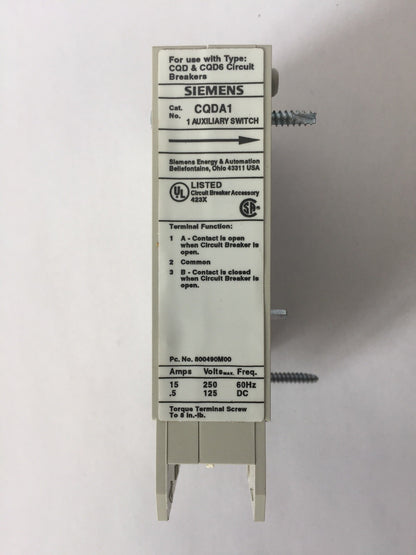 For use with Type:
CQD & CQD6 Circuit
Breakers
SIEMENS
Cat. No. CQDA1
1 AUXILIARY SWITCH
Siemens Energy & Automation
Bellefontaine, Ohio 43311 USA
UL LISTED
Circuit Breaker Accessory
423X
SA
Terminal Function:
1 A - Contact is open
when Circuit Breaker is
open.
2 Common
3 B - Contact is closed
when Circuit Breaker is
open.
Pc. No. 800490M00
Amps Volts MAX. Freq.
15 250 60Hz
.5 125 DC
Torque Terminal Screw
To 8 in.-lb.